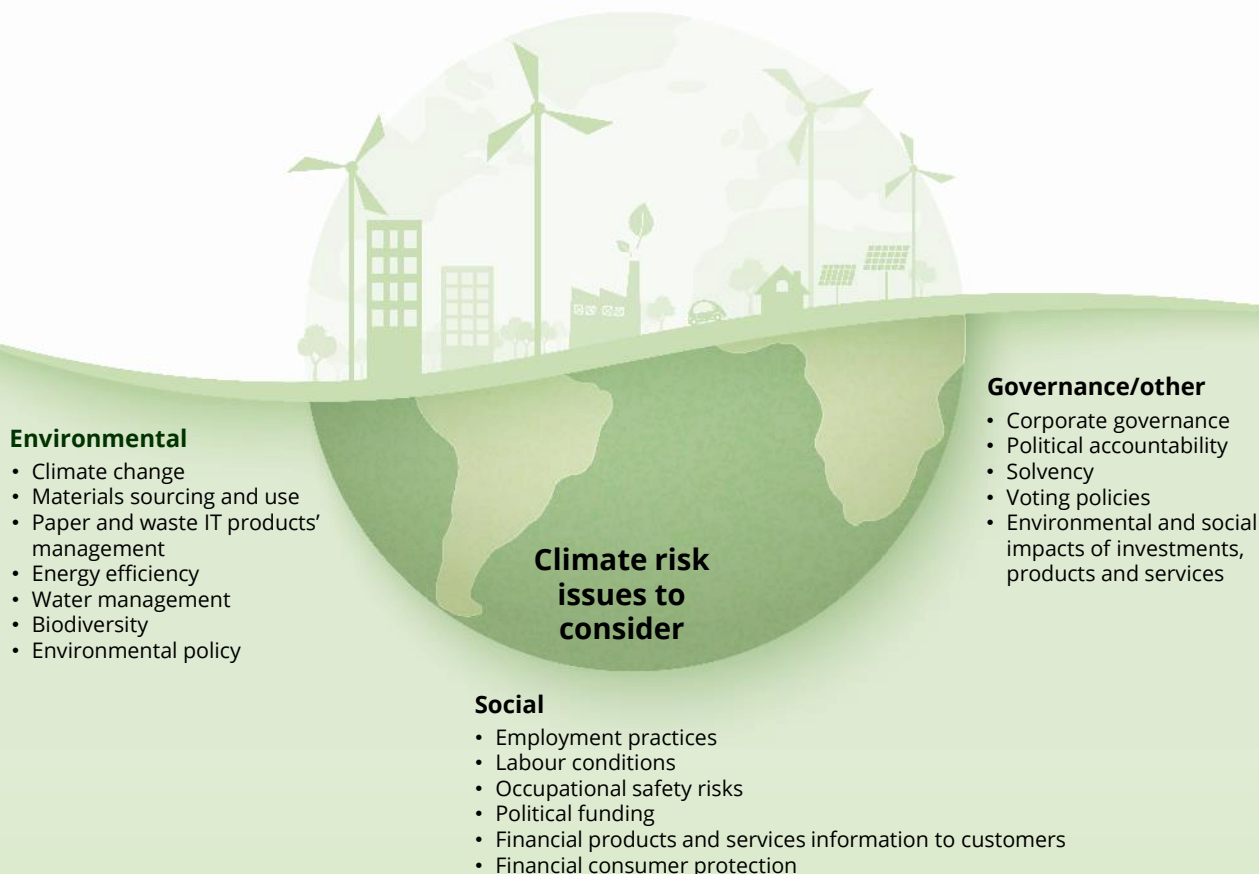 Environmental
• Climate change
• Materials sourcing and use
• Paper and waste IT products’
management
• Energy efficiency
• Water management
• Biodiversity
• Environmental policy
Climate risk
issues to
consider
Governance/other
• Corporate governance
• Political accountability
• Solvency
• Voting policies
• Environmental and social
impacts of investments,
products and services
Social
• Employment practices
• Labour conditions
• Occupational safety risks
• Political funding
• Financial products and services information to customers
• Financial consumer protection